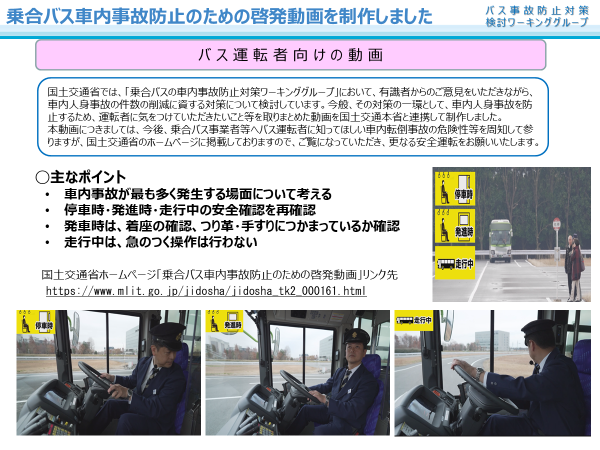 乗合バス車内事故防止のための啓発動画を制作しました
バス事故防止対策
検討ワーキンググループ
バス運転者向けの動画
国土交通省では、「乗合バスの車内事故防止対策ワーキンググループ」において、有識者からのご意見をいただきながら、
車内人身事故の件数の削減に資する対策について検討しています。今般、その対策の一環として、車内人身事故を防
止するため、運転者に気をつけていただきたいこと等を取りまとめた動画を国土交通本省と連携して制作しました。
本動画につきましては、今後、乗合バス事業者等へバス運転者に知ってほしい車内転倒事故の危険性等を周知して参
りますが、国土交通省のホームページに掲載しておりますので、ご覧になっていただき、更なる安全運転をお願いいたします。
○主なポイント
・ 車内事故が最も多く発生する場面について考える
・ 停車時・発進時・走行中の安全確認を再確認
・ 発車時は、着座の確認、つり革・手すりにつかまっているか確認
・ 走行中は、急のつく操作は行わない
停車時
発進時
走行中
国土交通省ホームページ「乗合バス車内事故防止のための啓発動画」リンク先
https://www.mlit.go.jp/jidosha/jidosha_tk2_000161.html
停車時
発進時
走行中